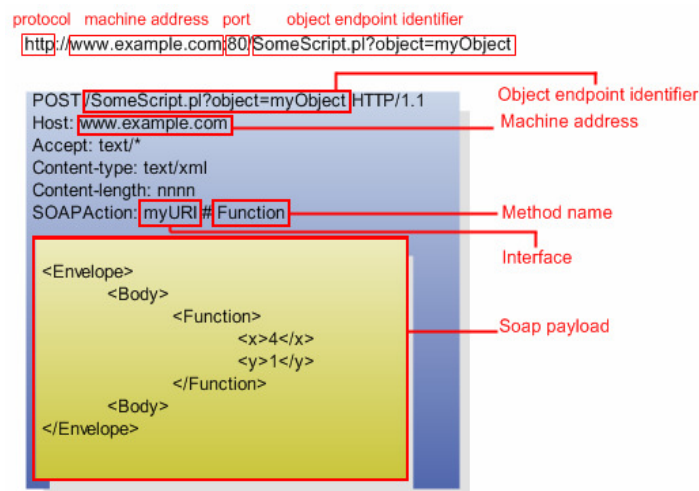 protocol machine address port object endpoint identifier
http://www.example.com:80/SomeScript.pl?object=myObject
POST /SomeScript.pl?object=myObject HTTP/1.1
Object endpoint identifier
Host: www.example.com
Machine address
Accept: text/*
Content-type: text/xml
Content-length: nnnn
SOAPAction: myURI # Function
Method name
Interface
<Envelope>
<Body>
<Function>
<x>4</x>
Soap payload
<y>1</y>
</Function>
<Body>
</Envelope>